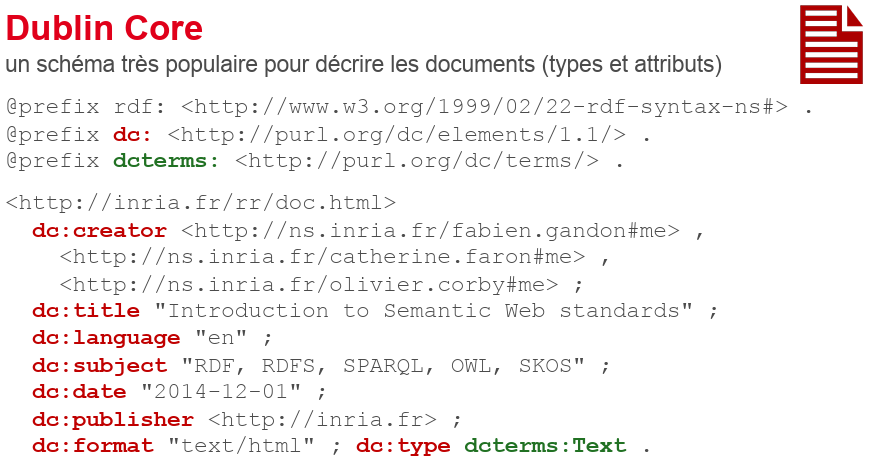 Dublin Core
un schéma très populaire pour décrire les documents (types et attributs)
@prefix rdf: <http://www.w3.org/1999/02/22-rdf-syntax-ns#> .
@prefix dc: <http://purl.org/dc/elements/1.1/> .
@prefix dcterms: <http://purl.org/dc/terms/> .
<http://inria.fr/rr/doc.html>
dc:creator <http://ns.inria.fr/fabien.gandon#me> ,
<http://ns.inria.fr/catherine.faron#me> ,
<http://ns.inria.fr/olivier.corby#me> ;
dc:title "Introduction to Semantic Web standards" ;
dc:language "en" ;
dc:subject "RDF, RDFS, SPARQL, OWL, SKOS" ;
dc:date "2014-12-01" ;
dc:publisher <http://inria.fr> ;
dc:format "text/html" ; dc:type dcterms:Text .